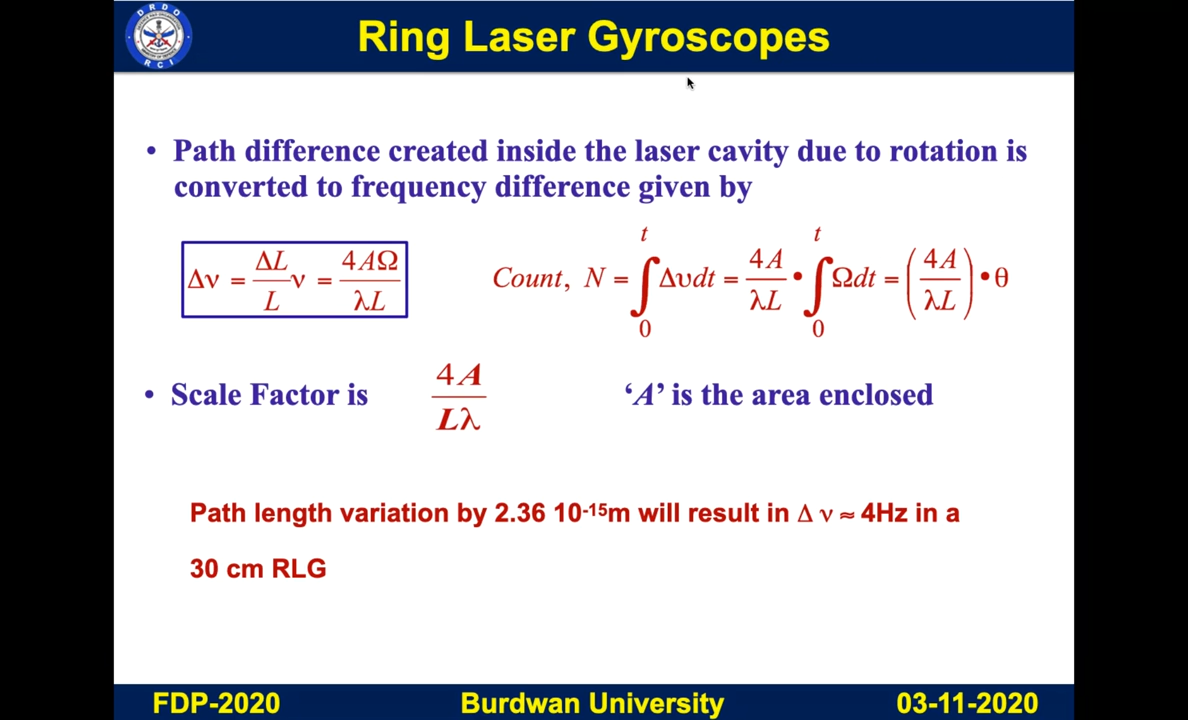 DRDO
RCI
Ring Laser Gyroscopes
• Path difference created inside the laser cavity due to rotation is
converted to frequency difference given by
Δν = ΔL/L ν = 4AΩ/λL
Count, N = ∫₀ᵗ Δυdt = 4A/λL • ∫₀ᵗ Ωdt = (4A/λL) • θ
• Scale Factor is 4A/Lλ ‘A’ is the area enclosed
Path length variation by 2.36 10⁻¹⁵m will result in Δ ν ≈ 4Hz in a
30 cm RLG
FDP-2020 Burdwan University 03-11-2020